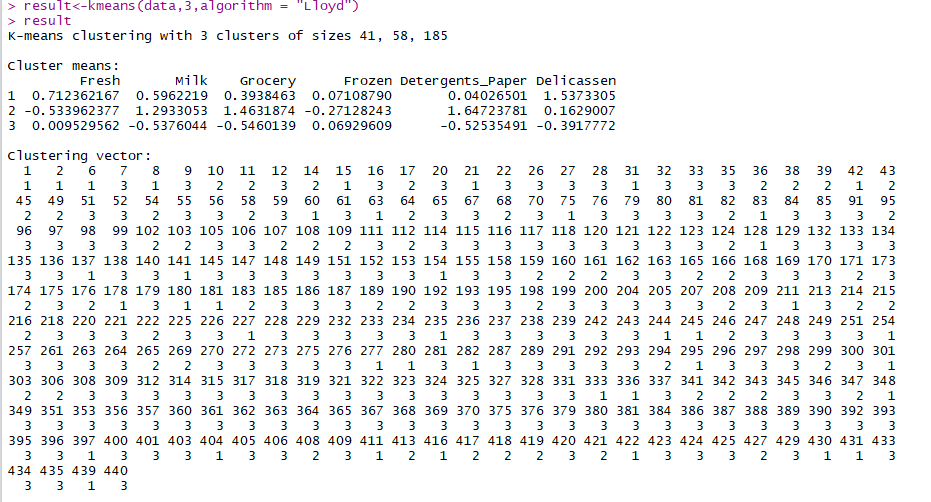 > result<-kmeans(data,3,algorithm = "Lloyd")
> result
K-means clustering with 3 clusters of sizes 41, 58, 185
Cluster means:
Fresh Milk Grocery Frozen Detergents_Paper Delicassen
1 0.712362167 0.5962219 0.3938463 0.07108790 0.04026501 1.5373305
2 -0.533962377 1.2933053 1.4631874 -0.27128243 1.64723781 0.1629007
3 0.009529562 -0.5376044 -0.5460139 0.06929609 -0.52535491 -0.3917772
Clustering vector:
1 2 6 7 8 9 10 11 12 14 15 16 17 20 21 22 26 27 28 31 32 33 35 36 38 39 42 43
1 1 1 3 1 3 2 2 3 2 1 3 2 3 1 3 3 3 3 1 3 3 3 2 2 2 1 2
45 49 51 52 54 55 56 58 59 60 61 63 64 65 67 68 70 75 76 79 80 81 82 83 84 85 91 95
2 2 3 3 2 3 3 2 3 1 3 1 2 3 3 2 3 1 3 3 3 3 2 1 3 3 3 2
96 97 98 99 102 103 105 106 107 108 109 111 112 114 115 116 117 118 120 121 122 123 124 128 129 132 133 134
3 3 3 3 2 2 3 3 2 2 2 3 2 3 3 3 3 3 3 3 3 3 2 1 3 3 3 3
135 136 137 138 140 141 145 147 148 149 151 152 153 154 155 158 159 160 161 162 163 165 166 168 169 170 171 173
3 3 1 3 3 1 3 3 3 3 3 3 3 1 3 3 2 2 2 3 3 2 2 3 3 3 2 3
174 175 176 178 179 180 181 183 185 186 187 189 190 192 193 195 198 199 200 204 205 207 208 209 211 213 214 215
2 3 2 1 3 1 1 2 3 3 3 2 2 3 3 3 2 3 3 3 3 3 2 3 1 3 2 2
216 218 220 221 222 225 226 227 228 229 232 233 234 235 236 237 238 239 242 243 244 245 246 247 248 249 251 254
2 3 3 3 2 3 3 1 3 3 3 3 3 1 3 3 3 3 3 3 1 1 2 3 3 3 3 1
257 261 263 264 265 269 270 272 273 275 276 277 280 281 282 287 289 291 292 293 294 295 296 297 298 299 300 301
3 3 3 3 2 2 3 2 3 3 3 1 1 3 1 3 3 3 3 3 2 1 3 3 3 2 3 1
303 306 308 309 312 314 315 317 318 319 321 322 323 324 325 327 328 331 333 336 337 341 342 343 345 346 347 348
2 2 3 3 3 3 3 3 3 3 3 3 3 3 3 3 3 3 1 1 3 2 2 2 3 3 2 1
349 351 353 356 357 360 361 362 363 364 365 367 368 369 370 375 376 379 380 381 384 386 387 388 389 390 392 393
3 3 3 3 3 3 3 3 3 3 3 3 3 3 3 3 3 3 3 3 3 3 3 3 3 3 3 3
395 396 397 400 401 403 404 405 406 408 409 411 413 416 417 418 419 420 421 422 423 424 425 427 429 430 431 433
3 3 1 3 3 3 1 3 3 2 3 1 2 1 2 2 2 3 2 1 3 3 3 2 3 1 1 3
434 435 439 440
3 3 1 3